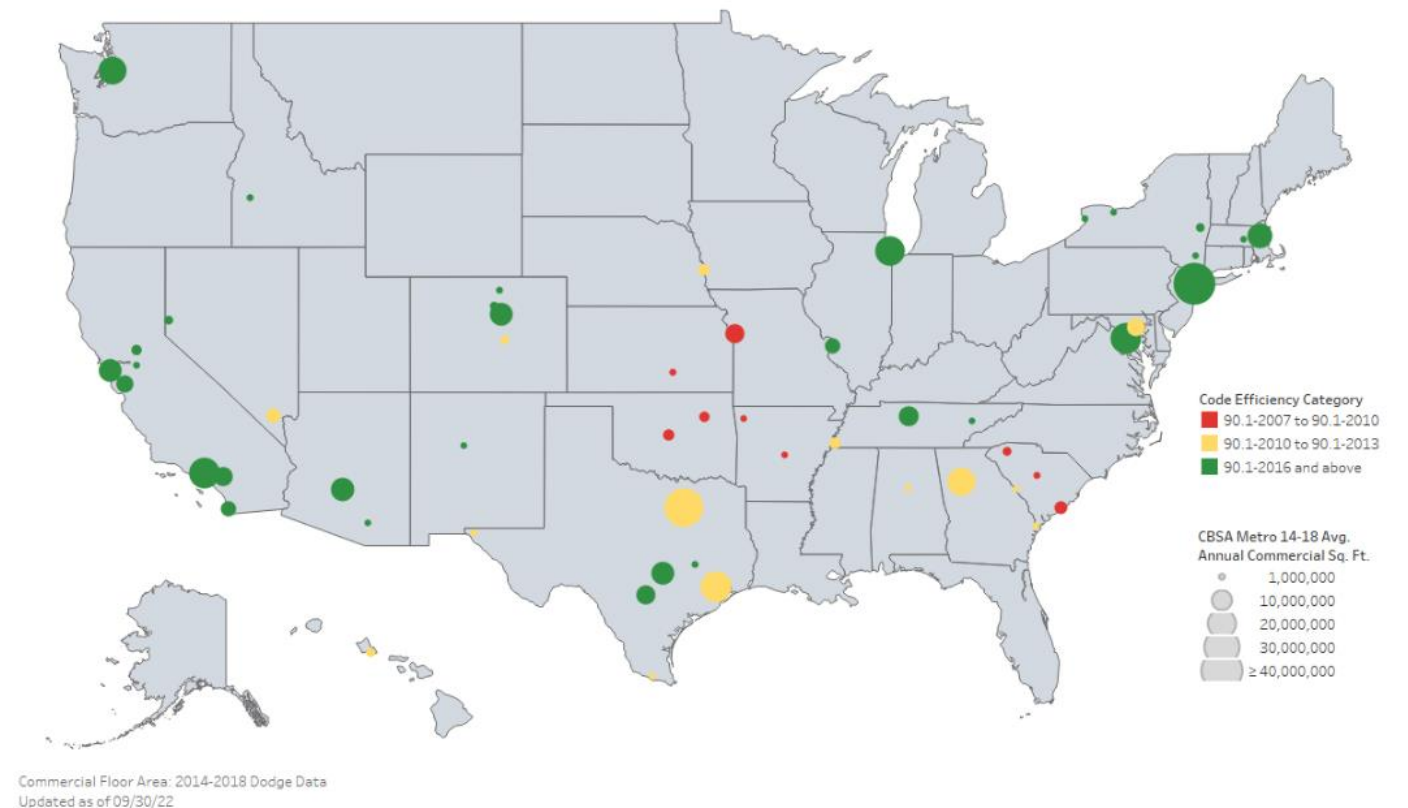 Code Efficiency Category
90.1-2007 to 90.1-2010
90.1-2010 to 90.1-2013
90.1-2016 and above
CBSA Metro 14-18 Avg.
Annual Commercial Sq. Ft.
1,000,000
10,000,000
20,000,000
30,000,000
≥ 40,000,000
Commercial Floor Area: 2014-2018 Dodge Data
Updated as of 09/30/22